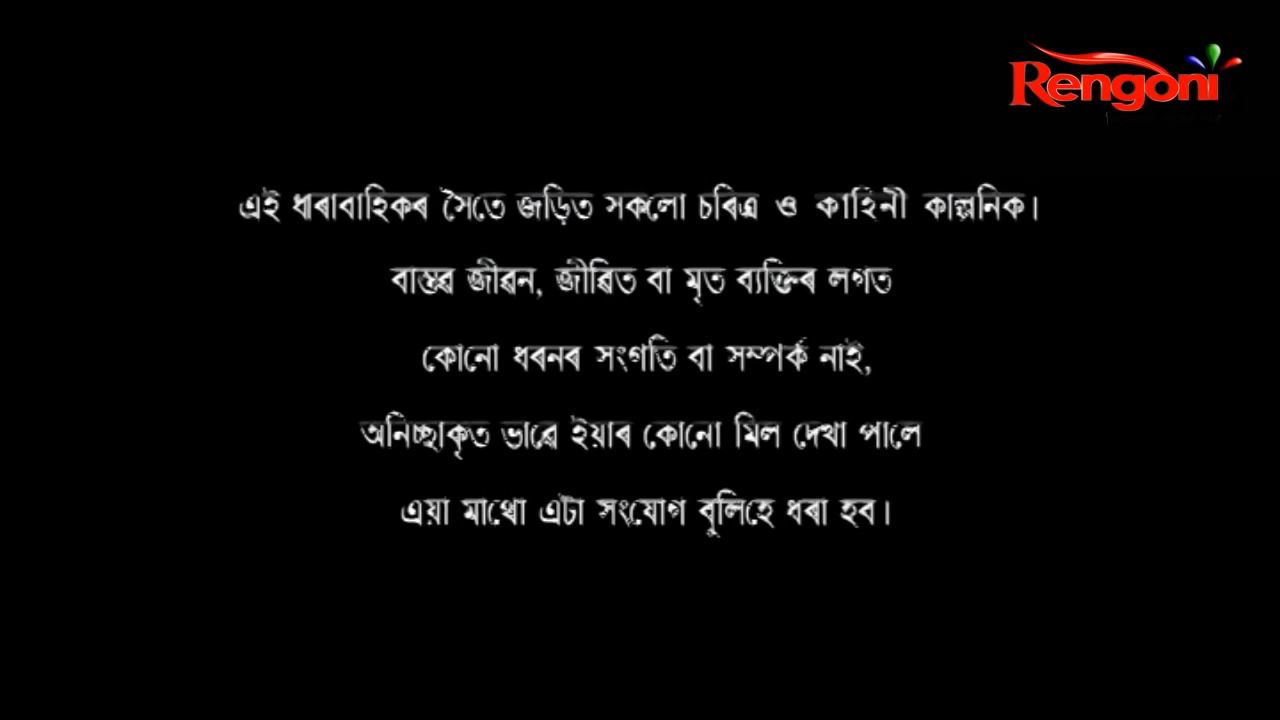 Rengoni
এই ধাৰাবাহিকৰ সৈতে জড়িত সকলো চৰিত্ৰ ও কাহিনী কাল্পনিক।
বাস্তৱ জীৱন, জীৱিত বা মৃত ব্যক্তিৰ লগত
কোনো ধৰনৰ সংগতি বা সম্পৰ্ক নাই,
অনিচ্ছাকৃত ভাৱে ইয়াৰ কোনো মিল দেখা পালে
এয়া মাথো এটা সংযোগ বুলিহে ধৰা হব।